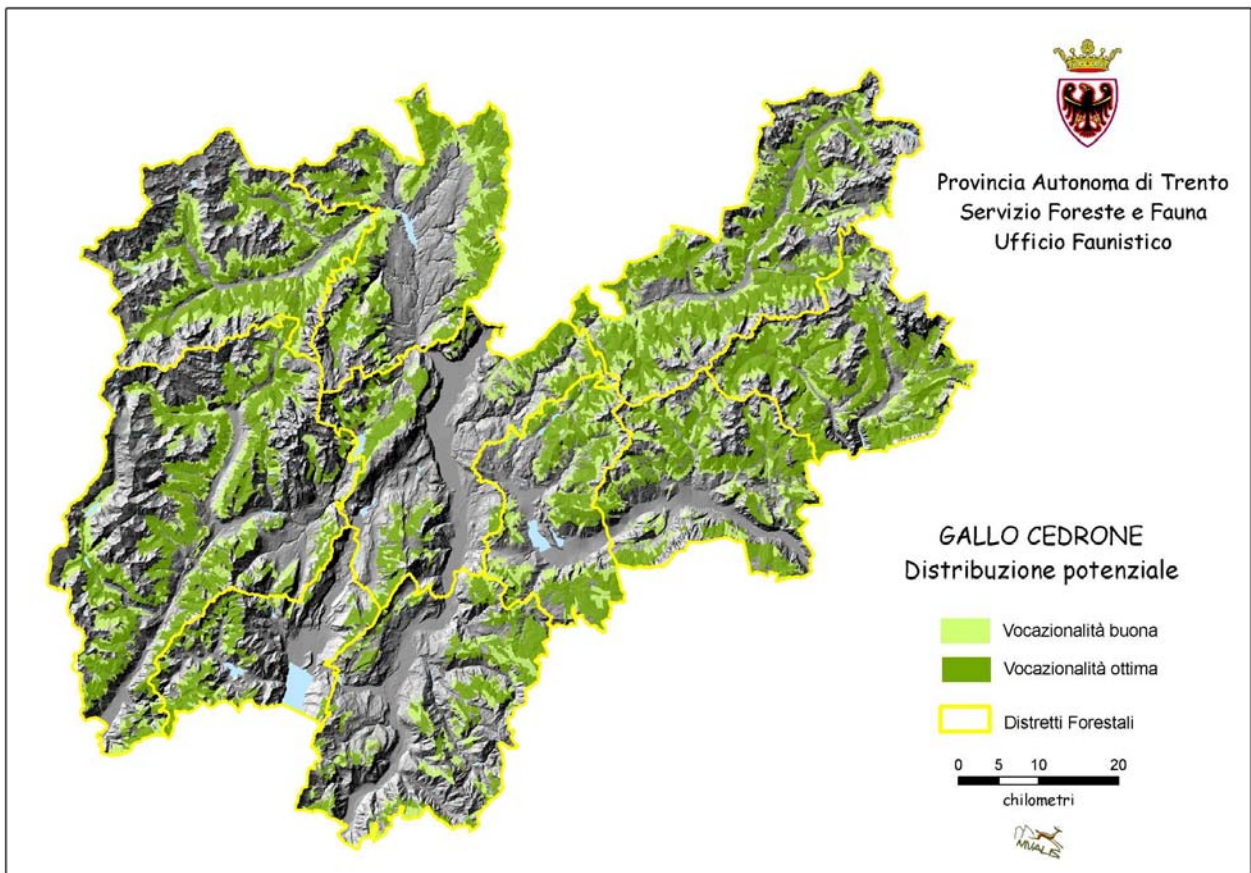 Provincia Autonoma di Trento
Servizio Foreste e Fauna
Ufficio Faunistico
GALLO CEDRONE
Distribuzione potenziale
Vocazionalità buona
Vocazionalità ottima
Distretti Forestali
0 5 10 20
chilometri